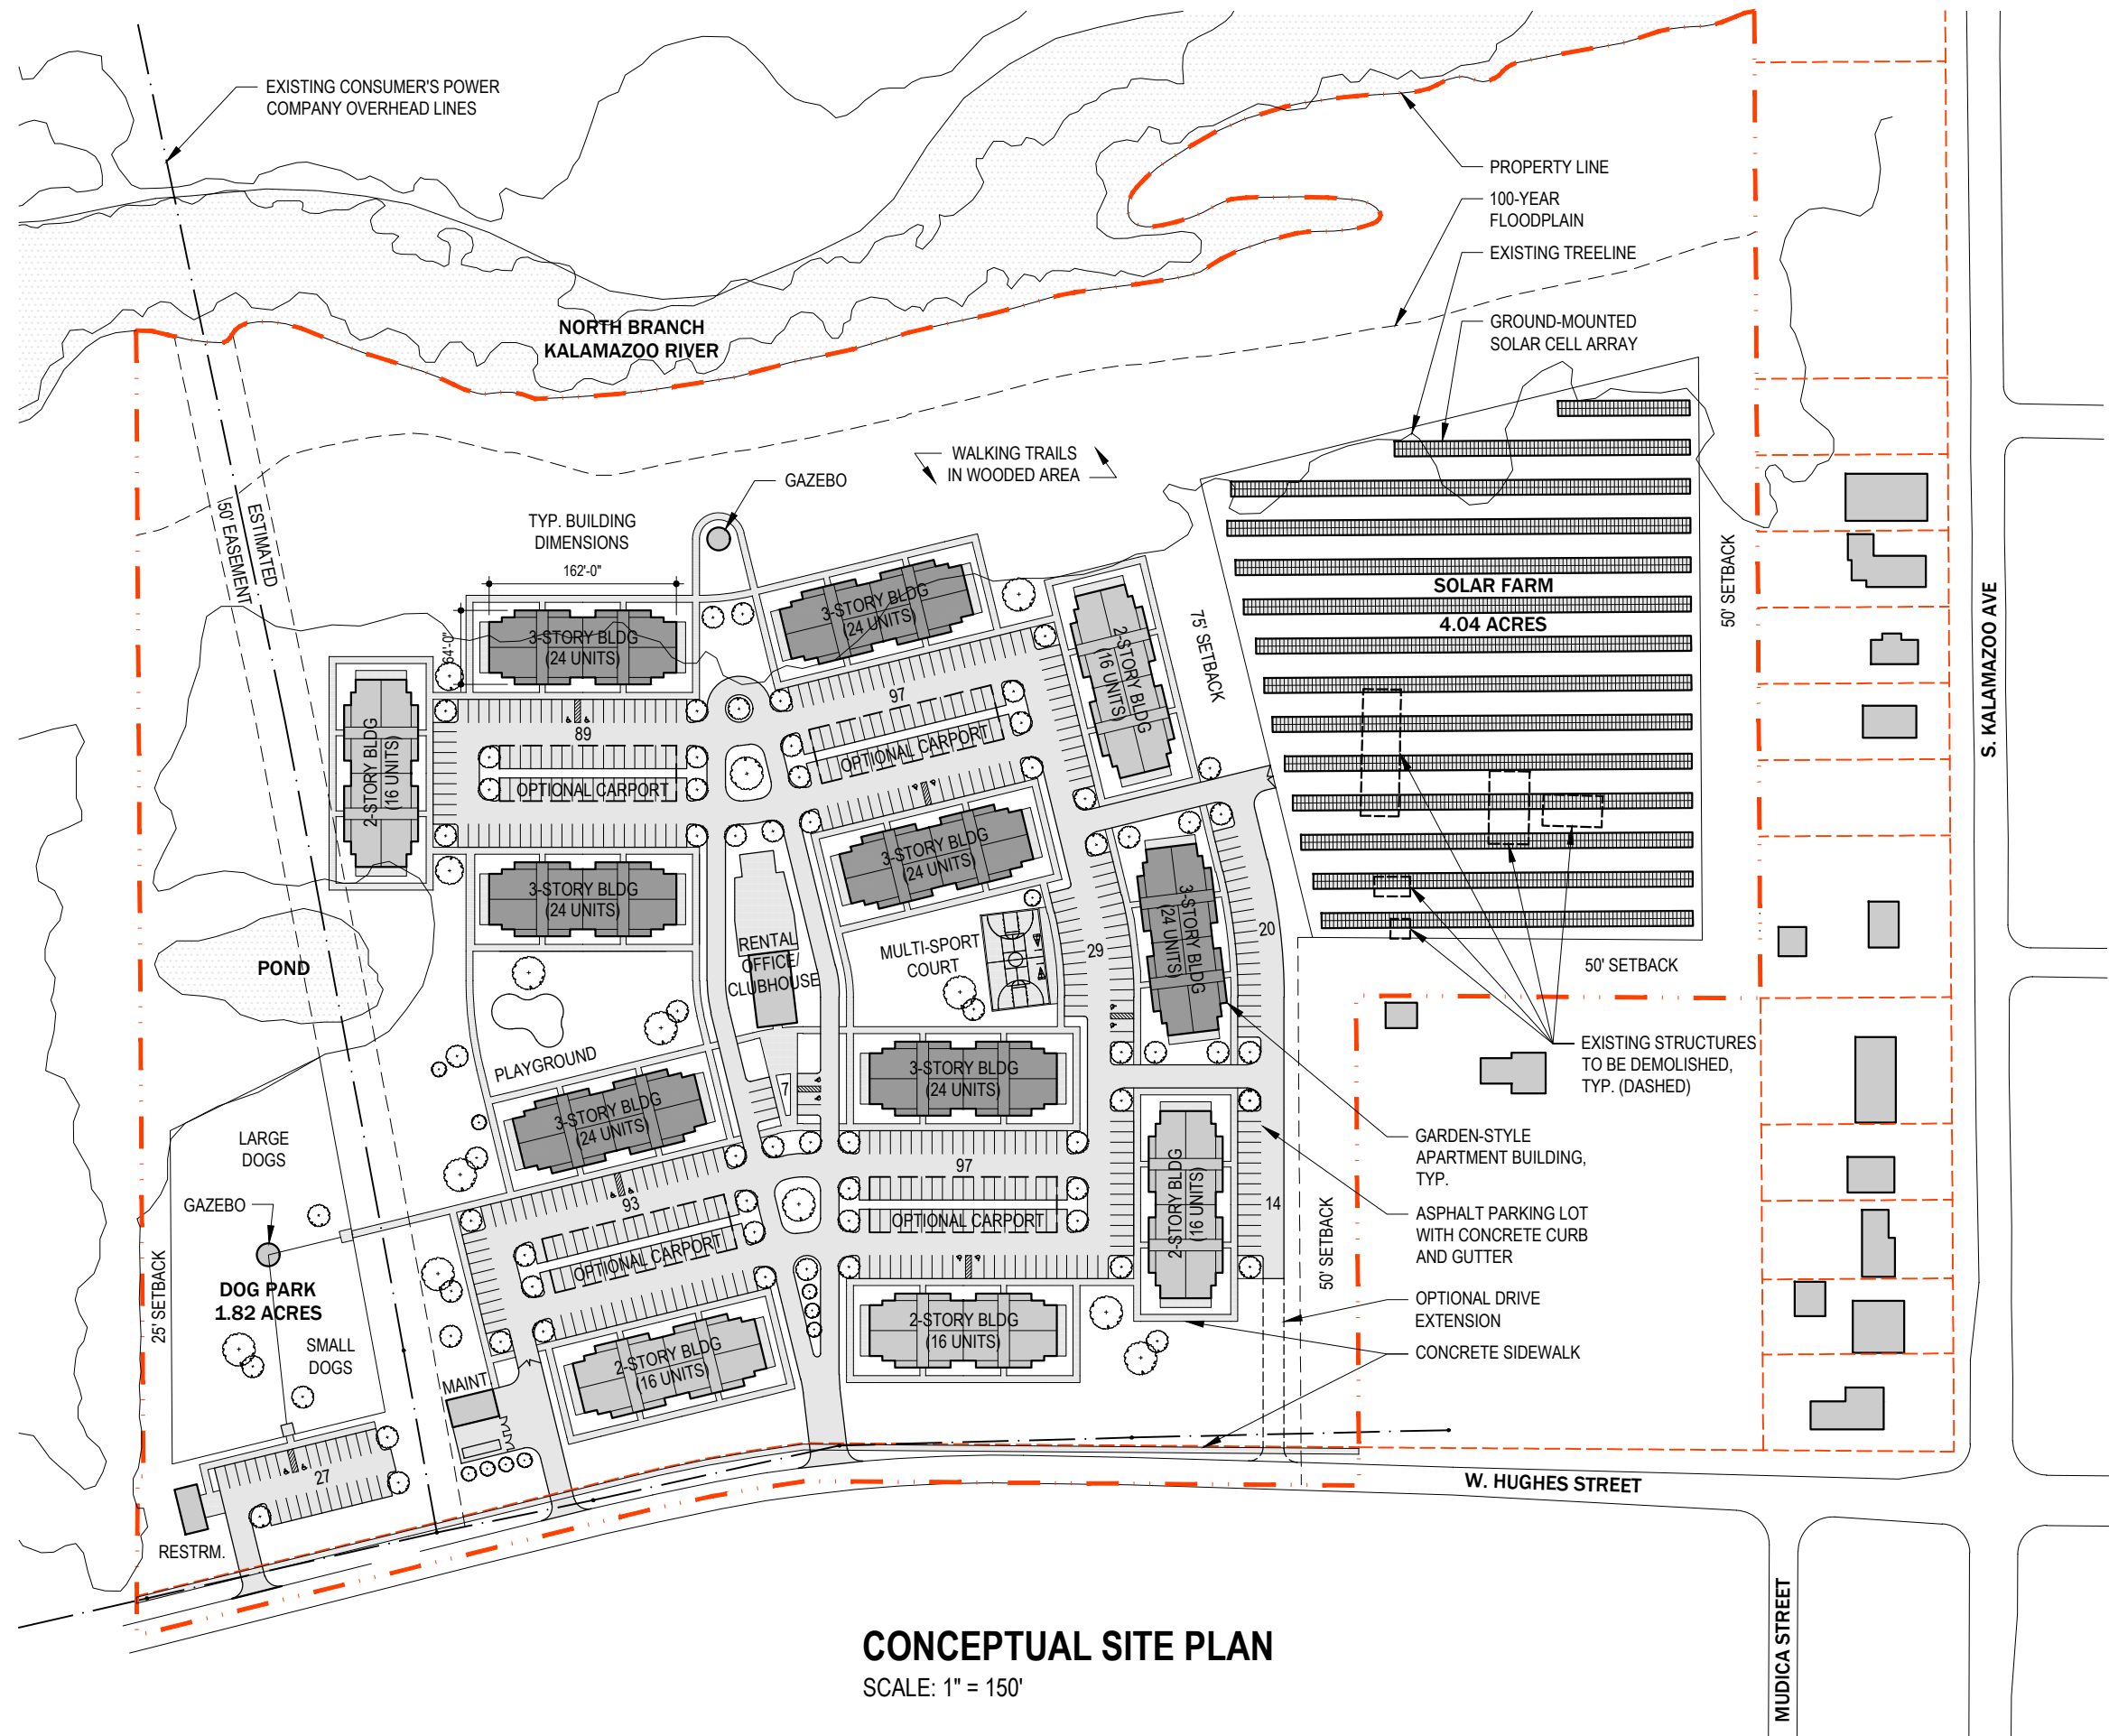 EXISTING CONSUMER'S POWER
COMPANY OVERHEAD LINES
PROPERTY LINE
100-YEAR
FLOODPLAIN
EXISTING TREELINE
GROUND-MOUNTED
SOLAR CELL ARRAY
NORTH BRANCH
KALAMAZOO RIVER
WALKING TRAILS
IN WOODED AREA
GAZEBO
TYP. BUILDING
DIMENSIONS
162'-0"
64'-0"
ESTIMATED
50' EASEMENT
3-STORY BLDG
(24 UNITS)
3-STORY BLDG
(24 UNITS)
2-STORY BLDG
(16 UNITS)
75' SETBACK
SOLAR FARM
4.04 ACRES
50' SETBACK
S. KALAMAZOO AVE
2-STORY BLDG
(16 UNITS)
89
OPTIONAL CARPORT
97
OPTIONAL CARPORT
3-STORY BLDG
(24 UNITS)
3-STORY BLDG
(24 UNITS)
3-STORY BLDG
(24 UNITS)
29
20
POND
RENTAL
OFFICE/
CLUBHOUSE
MULTI-SPORT
COURT
50' SETBACK
EXISTING STRUCTURES
TO BE DEMOLISHED,
TYP. (DASHED)
PLAYGROUND
3-STORY BLDG
(24 UNITS)
7
3-STORY BLDG
(24 UNITS)
LARGE
DOGS
GAZEBO
DOG PARK
1.82 ACRES
SMALL
DOGS
25' SETBACK
93
OPTIONAL CARPORT
97
OPTIONAL CARPORT
2-STORY BLDG
(16 UNITS)
14
50' SETBACK
GARDEN-STYLE
APARTMENT BUILDING,
TYP.
ASPHALT PARKING LOT
WITH CONCRETE CURB
AND GUTTER
OPTIONAL DRIVE
EXTENSION
CONCRETE SIDEWALK
2-STORY BLDG
(16 UNITS)
2-STORY BLDG
(16 UNITS)
MAINT.
27
RESTRM.
W. HUGHES STREET
MUDICA STREET
CONCEPTUAL SITE PLAN
SCALE: 1" = 150'